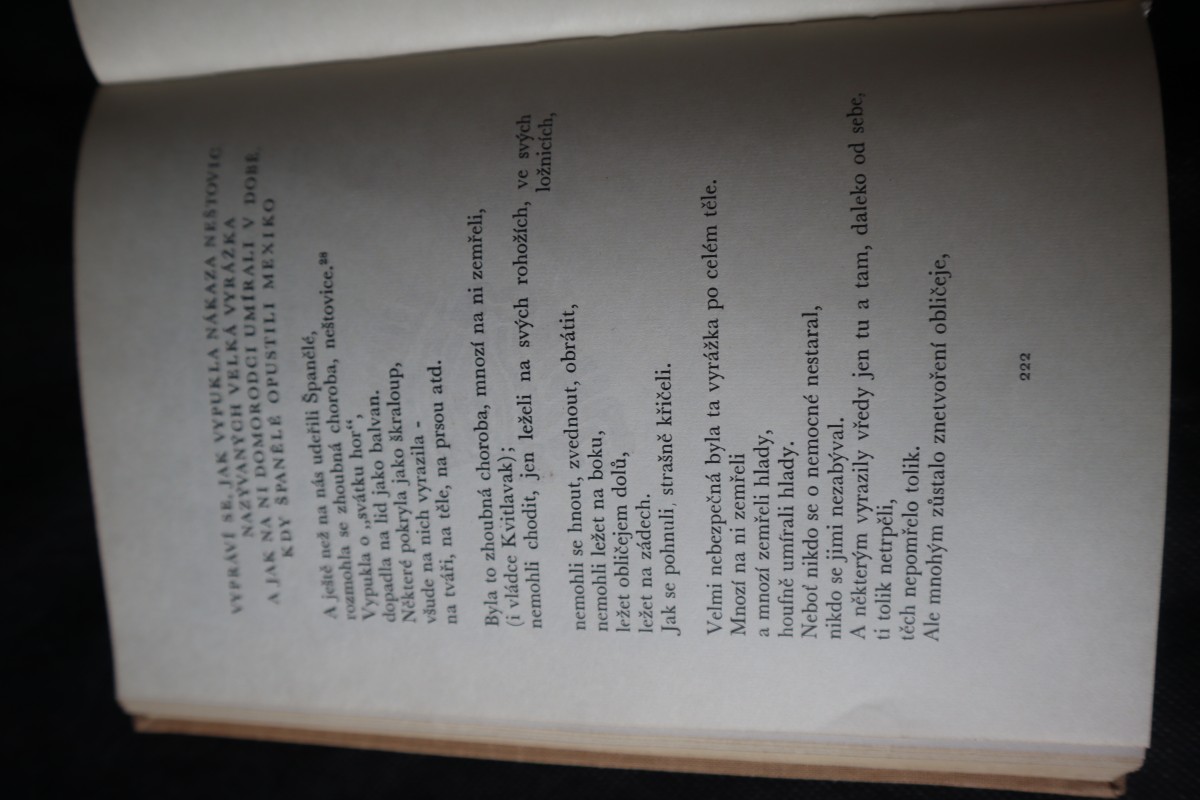 VYPRÁVÍ SE, JAK VYPUKLA NÁKAZA NEŠTOVIC
NAZÝVANÝCH VELKÁ VYRÁŽKA
A JAK NA NI DOMORODCI UMÍRALI V DOBĚ,
KDY ŠPANĚLÉ OPUSTILI MEXIKO
A ještě než na nás udeřili Španělé,
rozmohla se zhoubná choroba, neštovice.²⁸
Vypukla o „svátku hor“,
dopadla na lid jako balvan.
Některé pokryla jako škraloup,
všude na nich vyrazila -
na tváři, na těle, na prsou atd.
Byla to zhoubná choroba, mnozí na ni zemřeli,
(i vládce Kvitlavak);
nemohli chodit, jen leželi na svých rohožích, ve svých
ložnicích,
nemohli se hnout, zvednout, obrátit,
nemohli ležet na boku,
ležet obličejem dolů,
ležet na zádech.
Jak se pohnuli, strašně křičeli.
Velmi nebezpečná byla ta vyrážka po celém těle.
Mnozí na ni zemřeli
a mnozí zemřeli hlady,
houfně umírali hlady.
Neboť nikdo se o nemocné nestaral,
nikdo se jimi nezabýval.
A některým vyrazily vředy jen tu a tam, daleko od sebe,
ti tolik netrpěli,
těch nepomřelo tolik.
Ale mnohým zůstalo znetvoření obličeje,
222